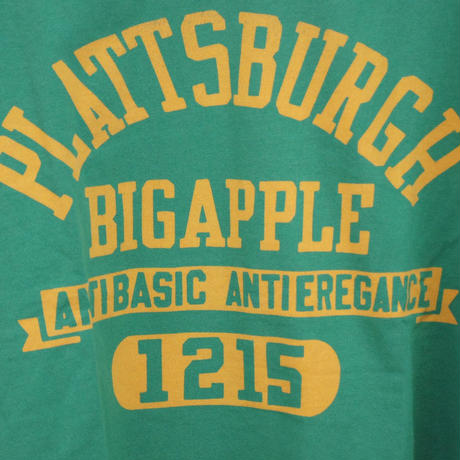 PLATTSBURGH
BIGAPPLE
ANTIBASIC ANTIEREGANCE
1215